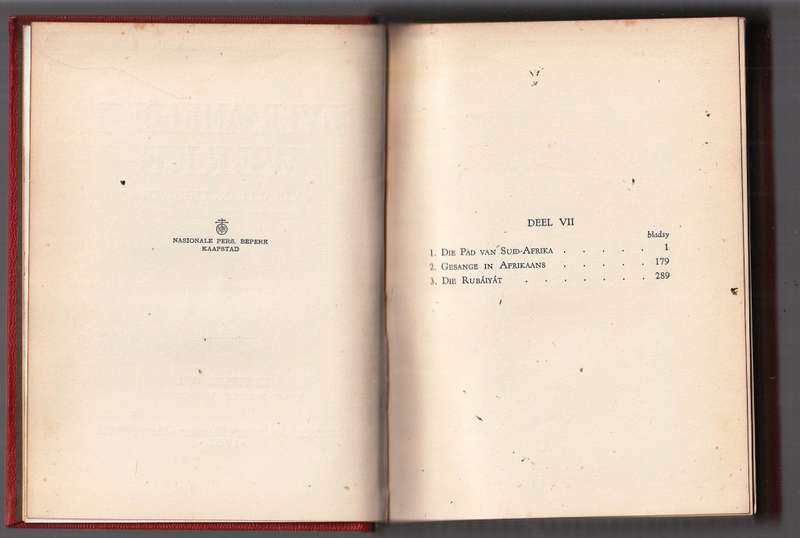 NASIONALE PERS, BEPERK
KAAPSTAD
DEEL VII
bladsy
1. Die Pad van Suid-Afrika . . . . . . 1
2. Gesange in Afrikaans . . . . . . 179
3. Die Rubáiyát . . . . . . 289